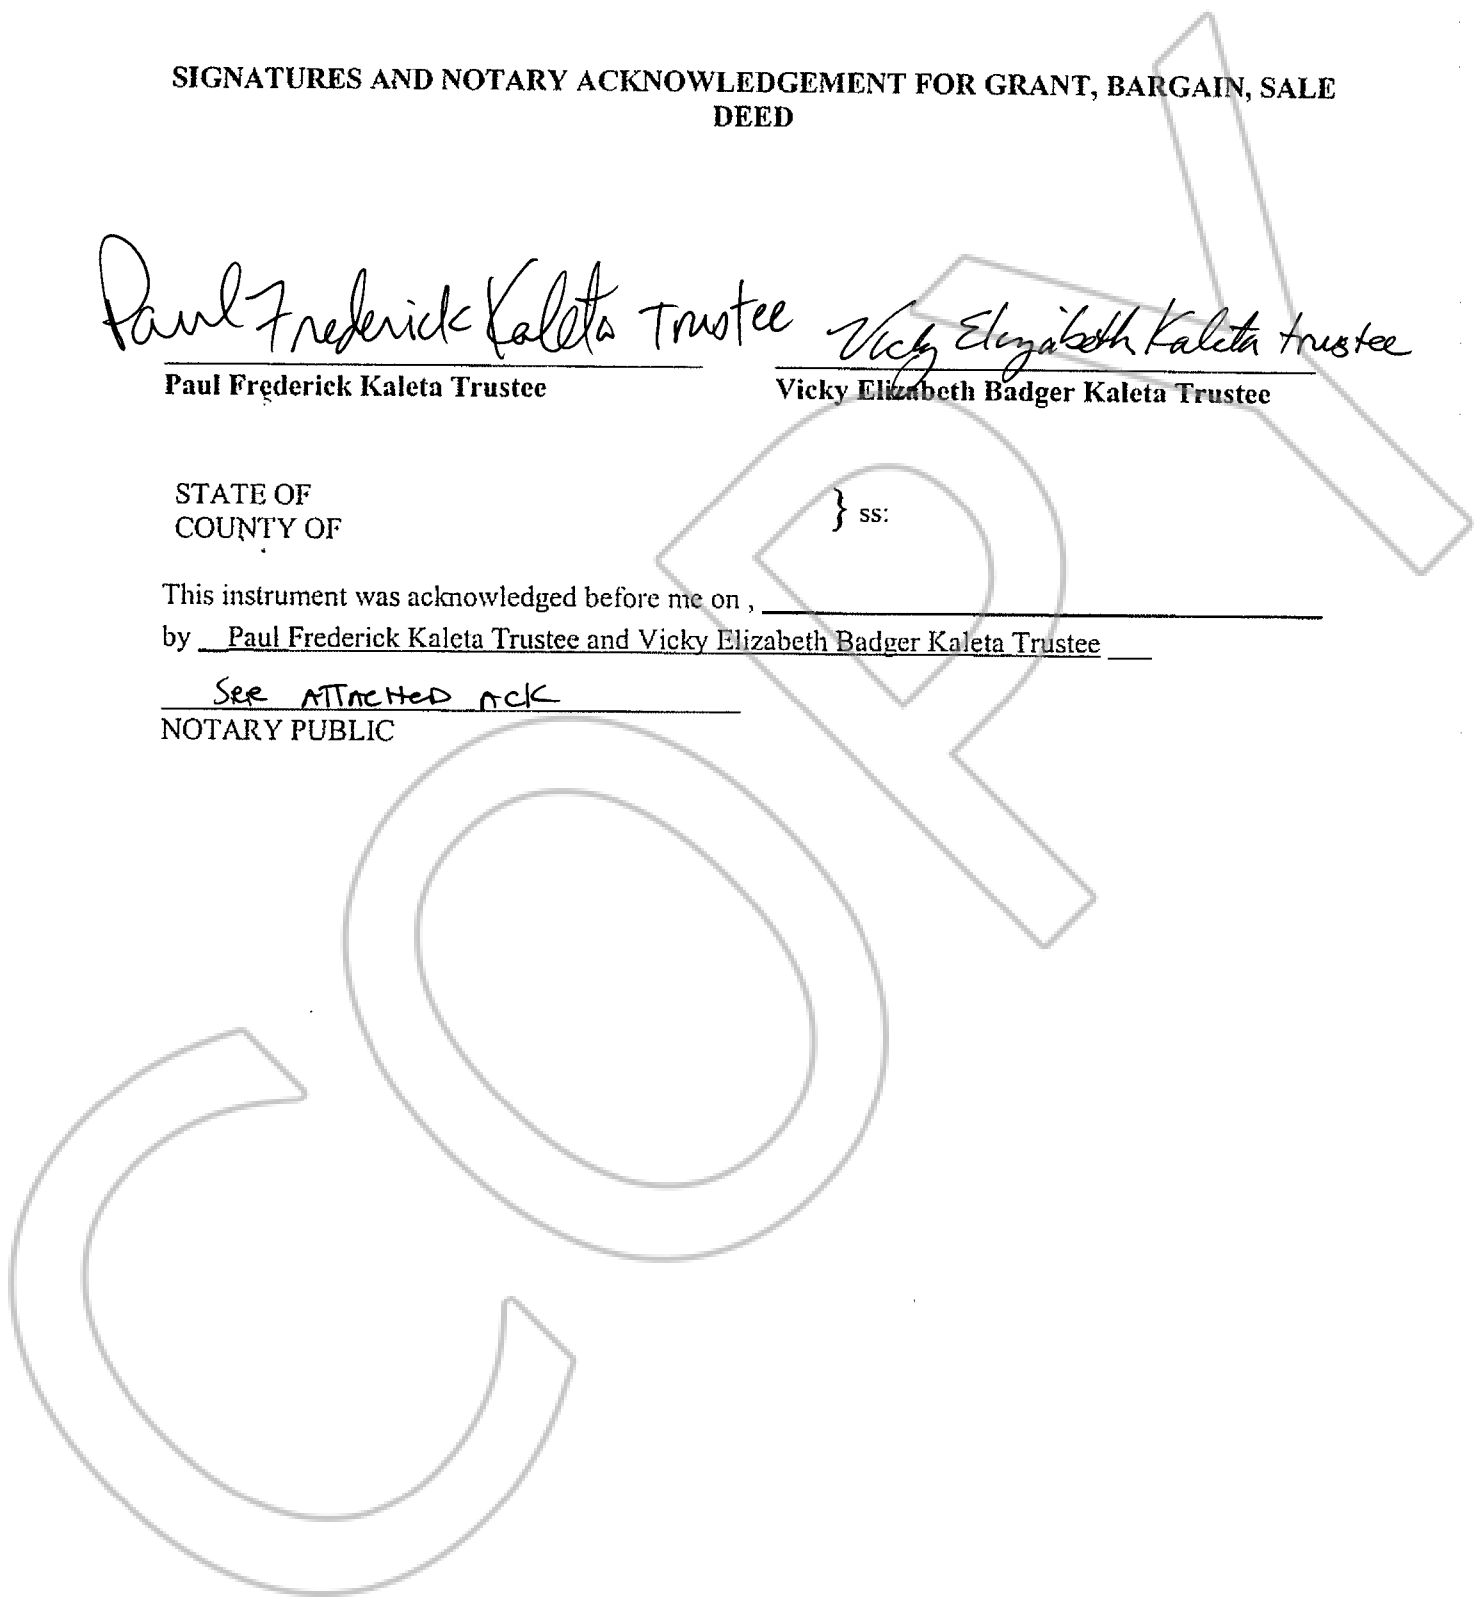 SIGNATURES AND NOTARY ACKNOWLEDGEMENT FOR GRANT, BARGAIN, SALE
DEED
Paul Frederick Kaleta Trustee Vicky Elizabeth Kaleta trustee
Paul Frederick Kaleta Trustee Vicky Elizabeth Badger Kaleta Trustee
STATE OF
COUNTY OF
} ss:
This instrument was acknowledged before me on ,
by Paul Frederick Kaleta Trustee and Vicky Elizabeth Badger Kaleta Trustee
See ATTACHED ACK
NOTARY PUBLIC
COPY